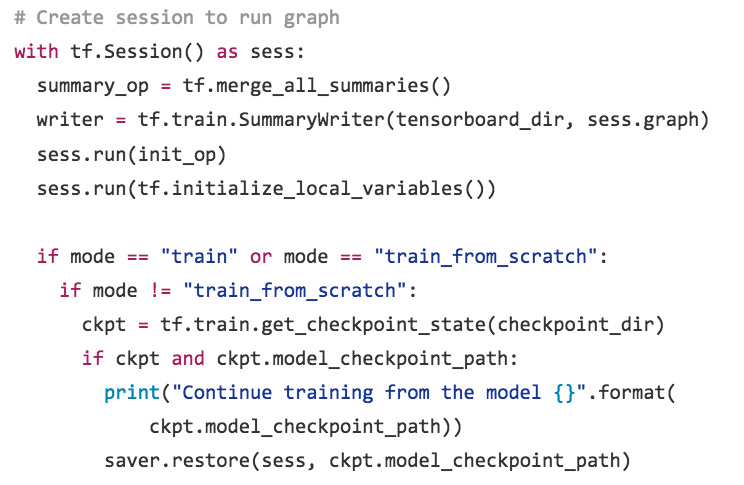 # Create session to run graph
with tf.Session() as sess:
  summary_op = tf.merge_all_summaries()
  writer = tf.train.SummaryWriter(tensorboard_dir, sess.graph)
  sess.run(init_op)
  sess.run(tf.initialize_local_variables())

  if mode == "train" or mode == "train_from_scratch":
    if mode != "train_from_scratch":
      ckpt = tf.train.get_checkpoint_state(checkpoint_dir)
      if ckpt and ckpt.model_checkpoint_path:
        print("Continue training from the model {}".format(
            ckpt.model_checkpoint_path))
        saver.restore(sess, ckpt.model_checkpoint_path)